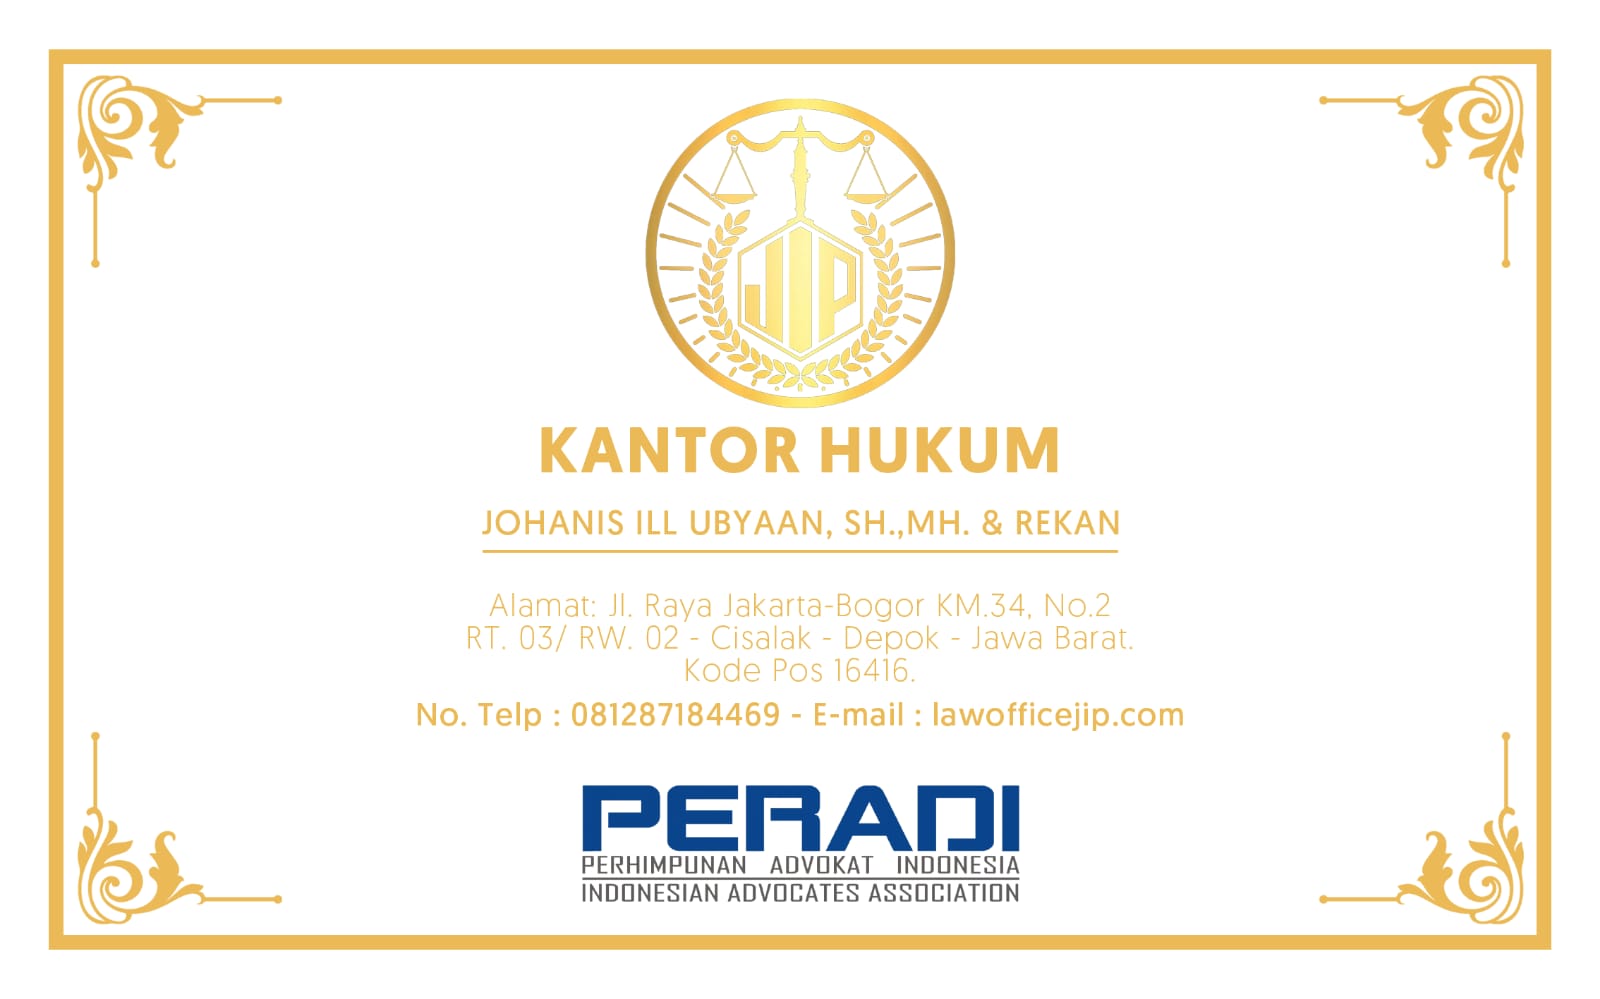 JIP
KANTOR HUKUM
JOHANIS ILL UBYAAN, SH.,MH. & REKAN
Alamat: Jl. Raya Jakarta-Bogor KM.34, No.2
RT. 03/ RW. 02 - Cisalak - Depok - Jawa Barat.
Kode Pos 16416.
No. Telp : 081287184469 - E-mail : lawofficejip.com
PERADI
PERHIMPUNAN ADVOKAT INDONESIA
INDONESIAN ADVOCATES ASSOCIATION